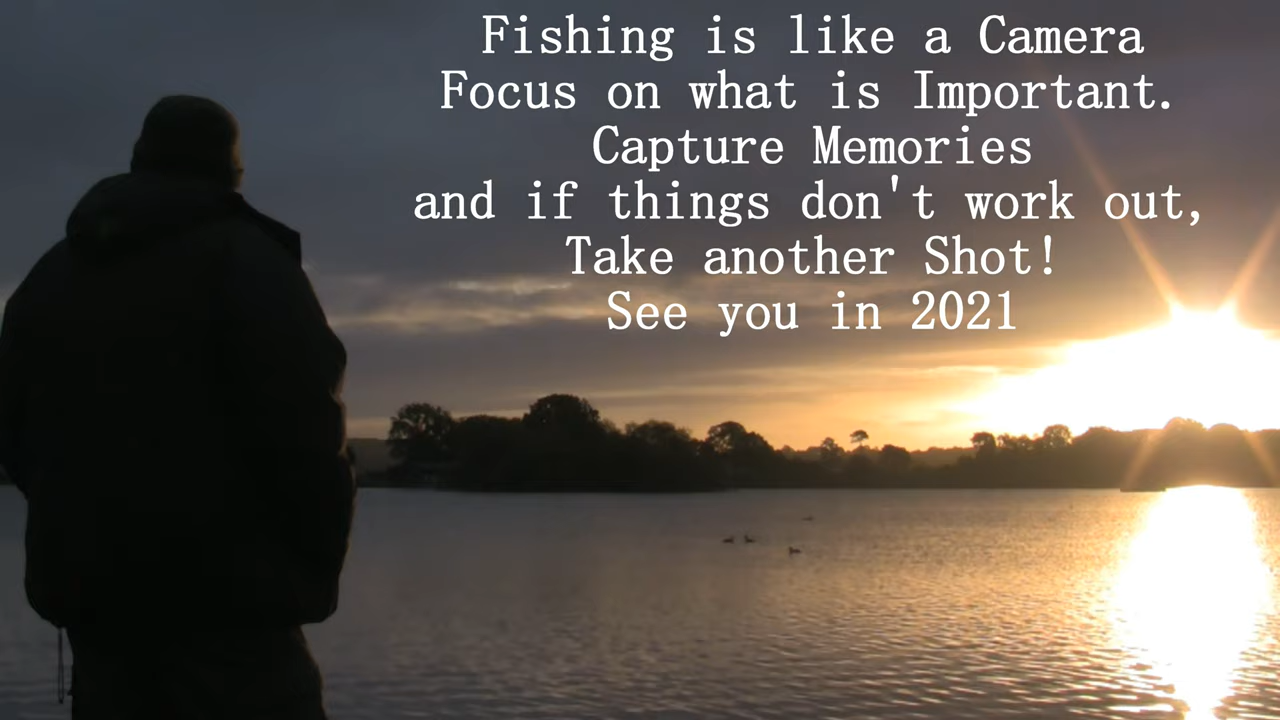 Fishing is like a Camera
Focus on what is Important.
Capture Memories
and if things don't work out,
Take another Shot!
See you in 2021